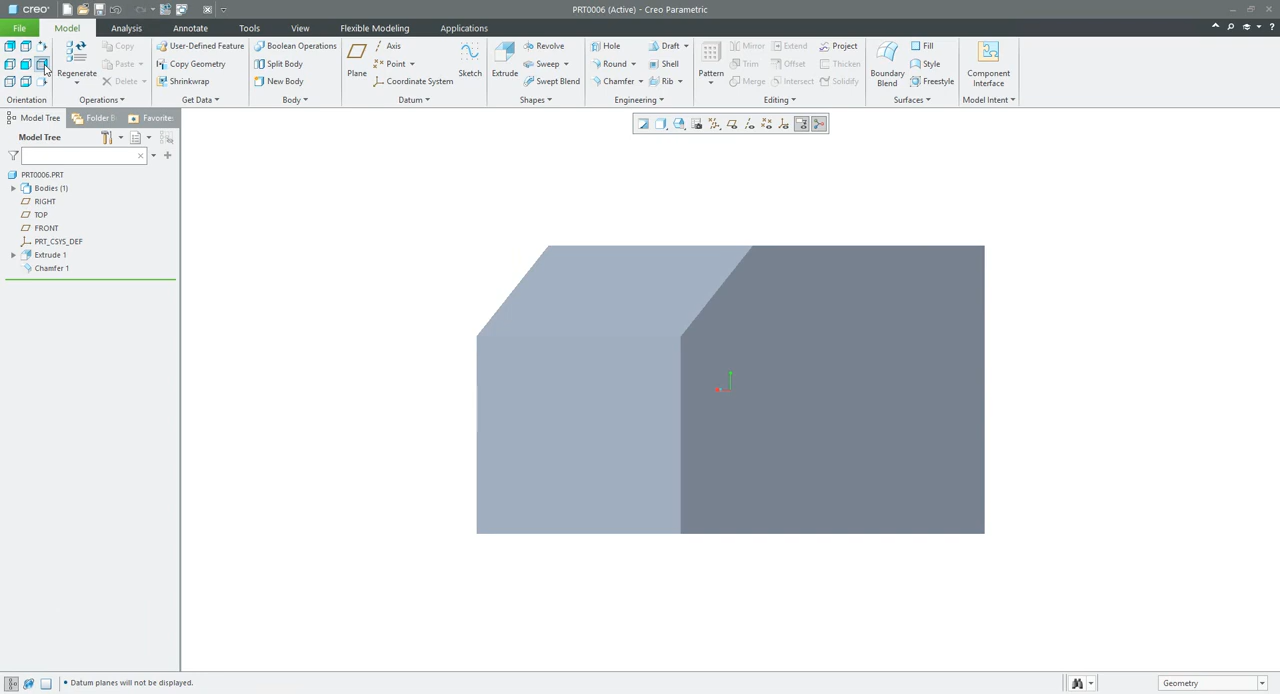 creo
PRT0006 (Active) - Creo Parametric
File Model Analysis Annotate Tools View Flexible Modeling Applications
Regenerate
Copy
Paste
Delete
User-Defined Feature
Copy Geometry
Shrinkwrap
Boolean Operations
Split Body
New Body
Plane
Axis
Point
Coordinate System
Sketch
Extrude
Revolve
Sweep
Swept Blend
Hole
Round
Chamfer
Draft
Shell
Rib
Pattern
Mirror
Trim
Merge
Extend
Offset
Intersect
Project
Thicken
Solidify
Boundary
Blend
Fill
Style
Freestyle
Component
Interface
Orientation Operations Get Data Body Datum Shapes Engineering Editing Surfaces Model Intent
Model Tree Folder B Favorite:
Model Tree
PRT0006.PRT
Bodies (1)
RIGHT
TOP
FRONT
PRT_CSYS_DEF
Extrude 1
Chamfer 1
• Datum planes will not be displayed.
Geometry